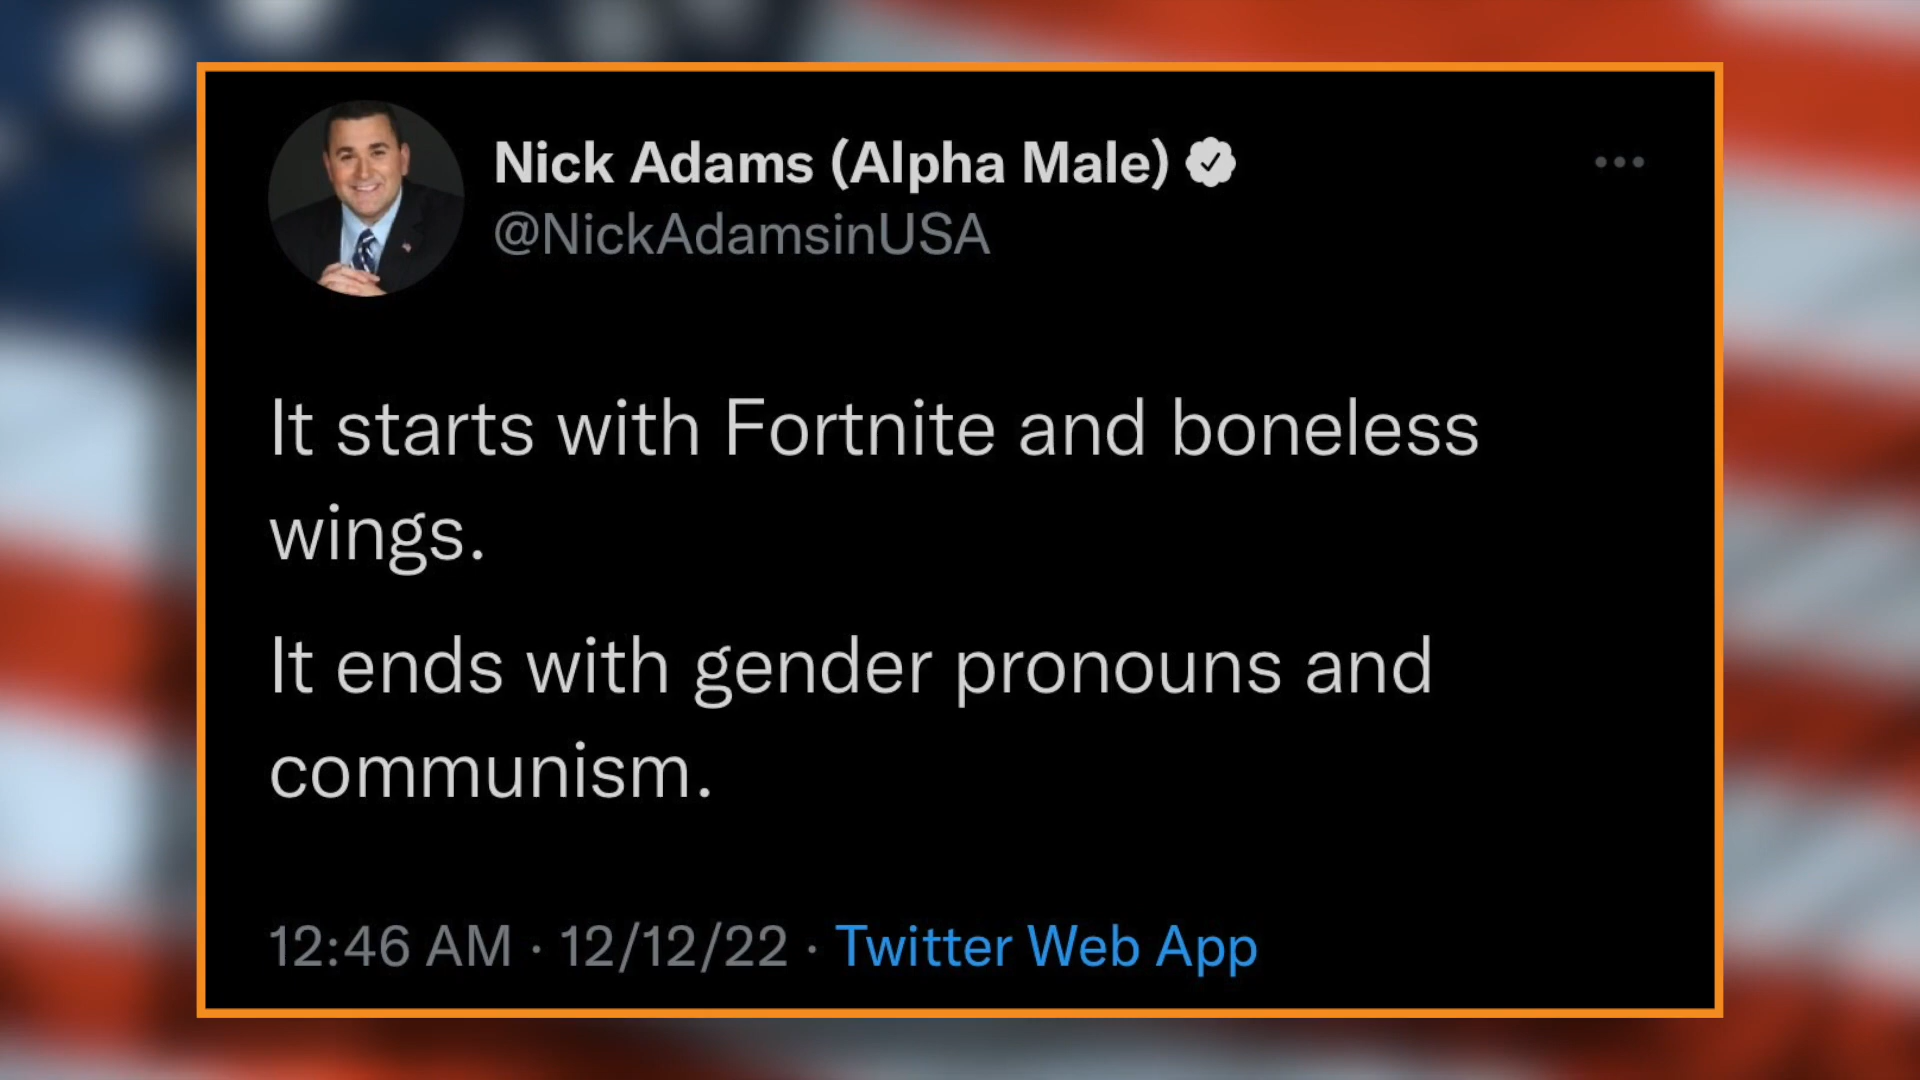 Nick Adams (Alpha Male)
@NickAdamsinUSA
It starts with Fortnite and boneless
wings.
It ends with gender pronouns and
communism.
12:46 AM · 12/12/22 · Twitter Web App